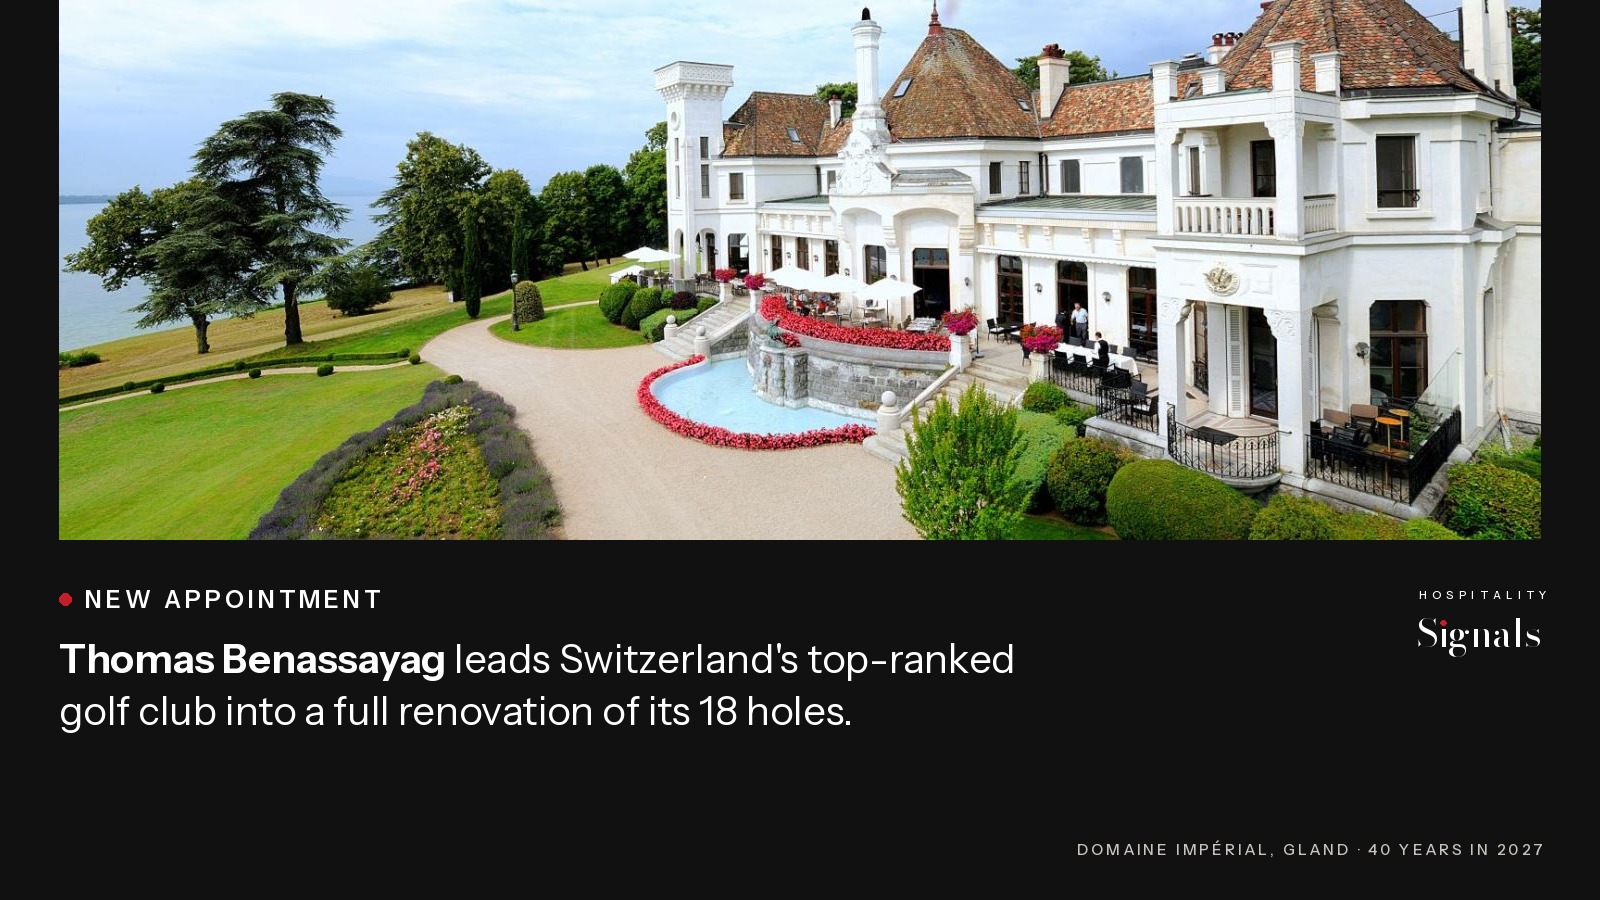 NEW APPOINTMENT
Thomas Benassayag leads Switzerland's top-ranked
golf club into a full renovation of its 18 holes.
HOSPITALITY
Signals
DOMAINE IMPÉRIAL, GLAND · 40 YEARS IN 2027